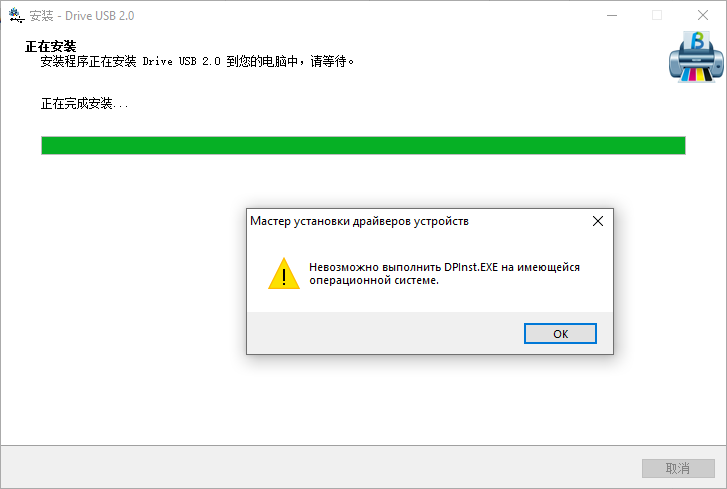 安装 - Drive USB 2.0
正在安装
安装程序正在安装 Drive USB 2.0 到您的电脑中，请等待。
正在完成安装...
Мастер установки драйверов устройств
Невозможно выполнить DPInst.EXE на имеющейся
операционной системе.
OK
取消